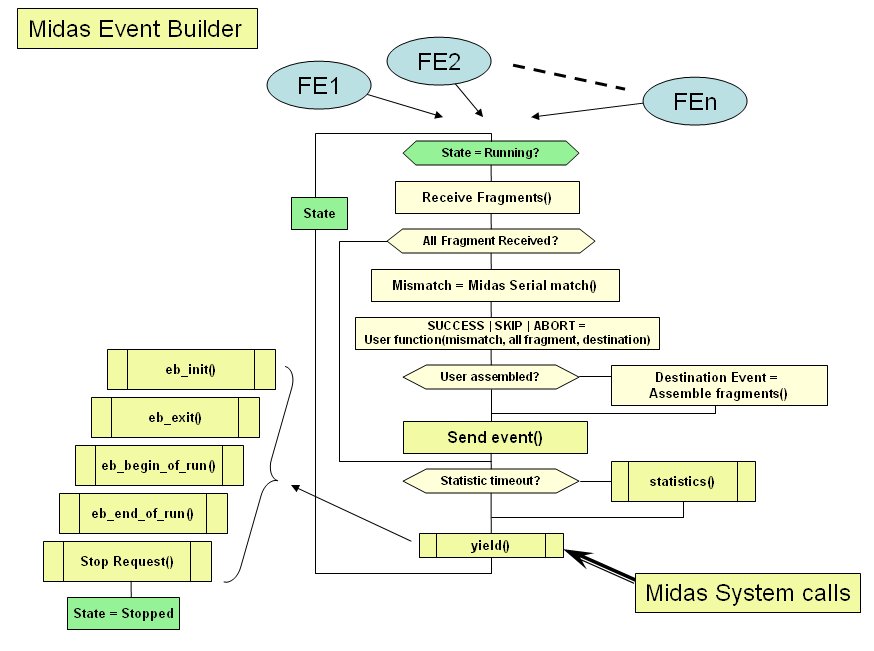 Midas Event Builder
FE1
FE2
FEn
State = Running?
Receive Fragments()
State
All Fragment Received?
Mismatch = Midas Serial match()
SUCCESS | SKIP | ABORT =
User function(mismatch, all fragment, destination)
User assembled?
Destination Event =
Assemble fragments()
Send event()
Statistic timeout?
statistics()
yield()
eb_init()
eb_exit()
eb_begin_of_run()
eb_end_of_run()
Stop Request()
State = Stopped
Midas System calls